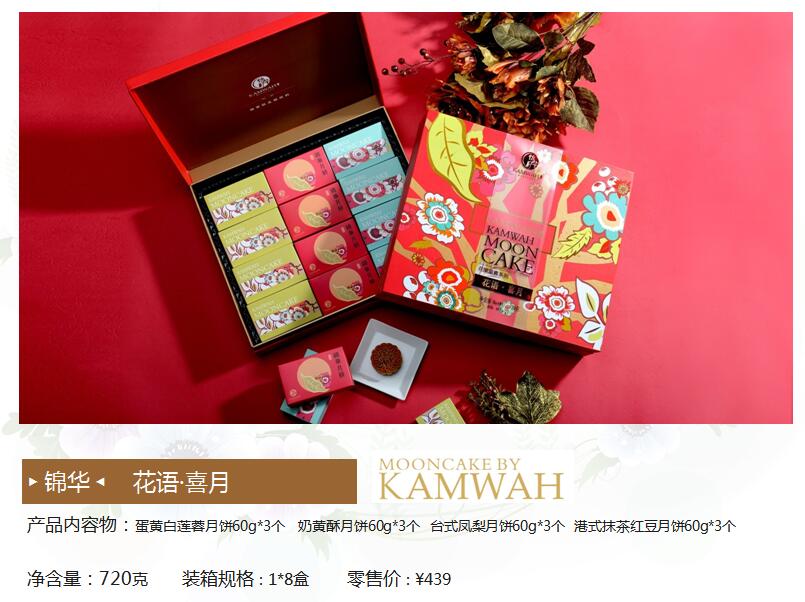 KAMWAH
KAMWAH
KAMWAH
MOON
CAKE
花语·喜月
▸ 锦华 ◂ 花语·喜月
MOONCAKE BY
KAMWAH
产品内容物：蛋黄白莲蓉月饼60g*3个 奶黄酥月饼60g*3个 台式凤梨月饼60g*3个 港式抹茶红豆月饼60g*3个
净含量：720克 装箱规格：1*8盒 零售价：¥439